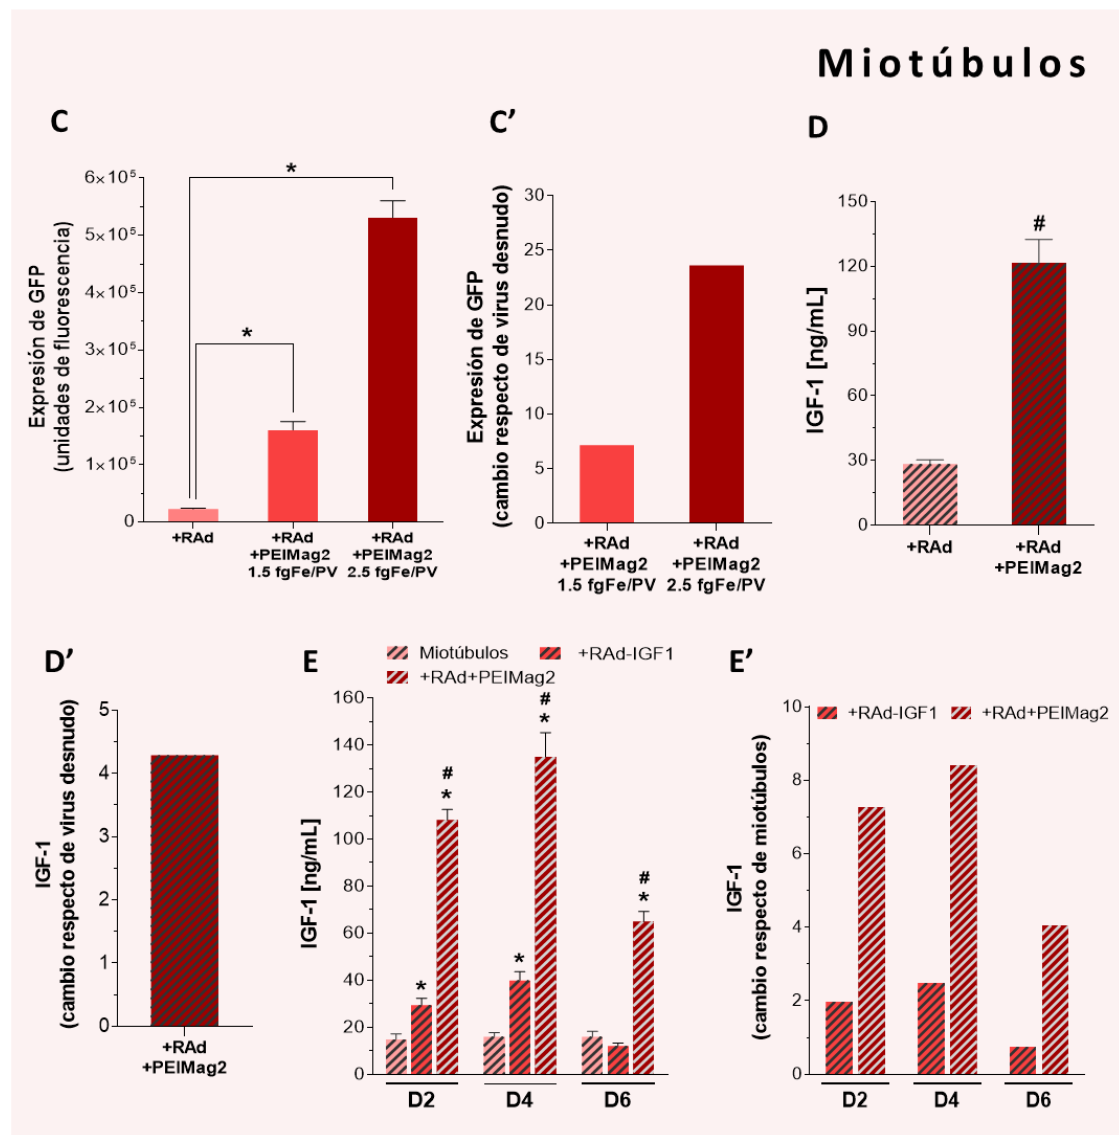 Miotúbulos
C
Expresión de GFP
(unidades de fluorescencia)
6×10⁵
5×10⁵
4×10⁵
3×10⁵
2×10⁵
1×10⁵
0
*
*
+RAd
+RAd
+PEIMag2
1.5 fgFe/PV
+RAd
+PEIMag2
2.5 fgFe/PV
C’
Expresión de GFP
(cambio respecto de virus desnudo)
30
25
20
15
10
5
0
+RAd
+PEIMag2
1.5 fgFe/PV
+RAd
+PEIMag2
2.5 fgFe/PV
D
IGF-1 [ng/mL]
150
120
90
60
30
0
#
+RAd
+RAd
+PEIMag2
D’
IGF-1
(cambio respecto de virus desnudo)
5
4
3
2
1
0
+RAd
+PEIMag2
E
Miotúbulos
+RAd-IGF1
+RAd+PEIMag2
IGF-1 [ng/mL]
160
140
120
100
80
60
40
20
0
*
#
*
*
#
*
#
*
D2
D4
D6
E’
+RAd-IGF1
+RAd+PEIMag2
IGF-1
(cambio respecto de miotúbulos)
10
8
6
4
2
0
D2
D4
D6